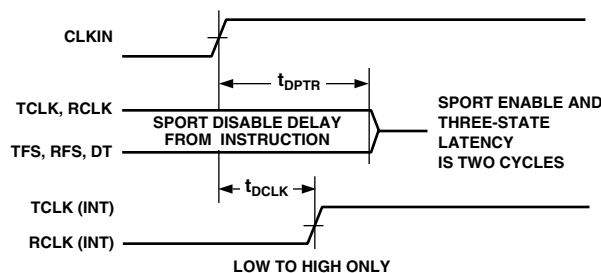 CLKIN
tDPTR
TCLK, RCLK
SPORT DISABLE DELAY
FROM INSTRUCTION
TFS, RFS, DT
SPORT ENABLE AND
THREE-STATE
LATENCY
IS TWO CYCLES
tDCLK
TCLK (INT)
RCLK (INT)
LOW TO HIGH ONLY